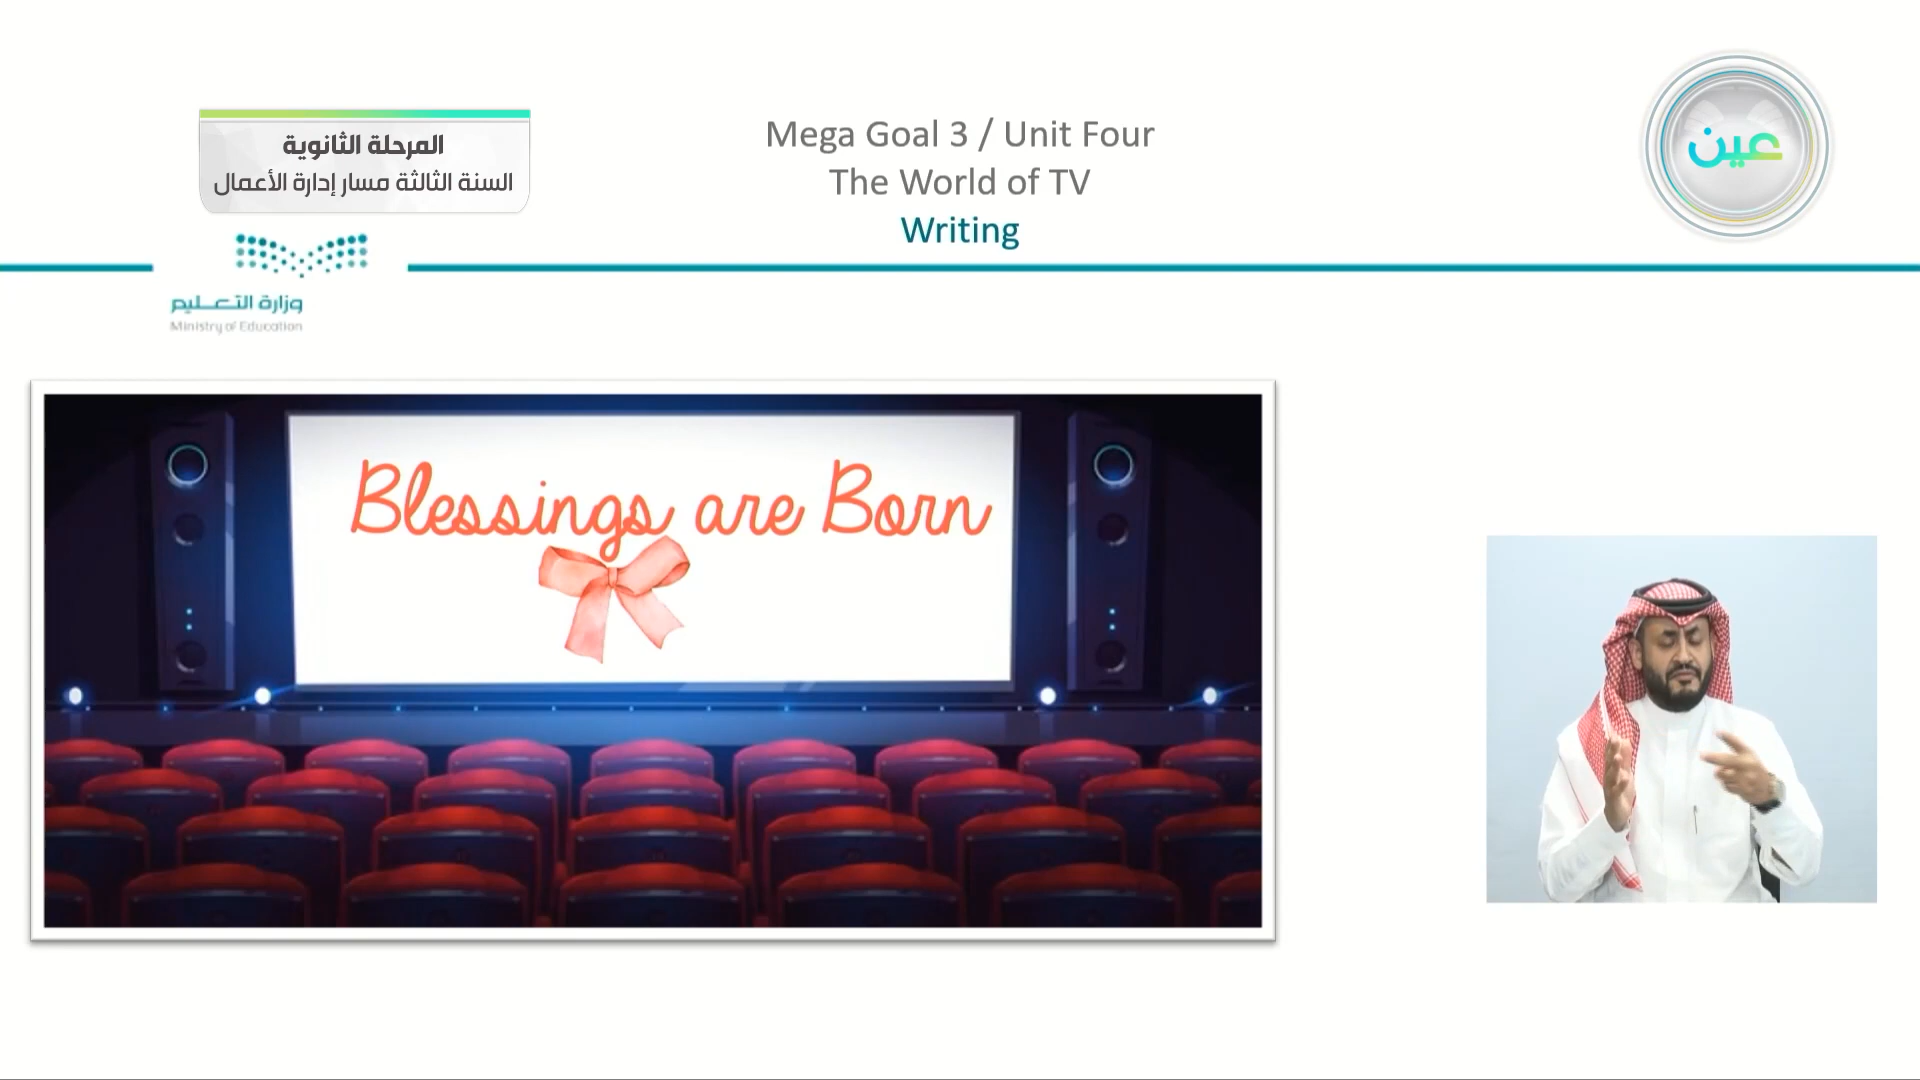 المرحلة الثانوية
السنة الثالثة مسار إدارة الأعمال
Mega Goal 3 / Unit Four
The World of TV
Writing
عين
وزارة التعليم
Ministry of Education
Blessings are Born